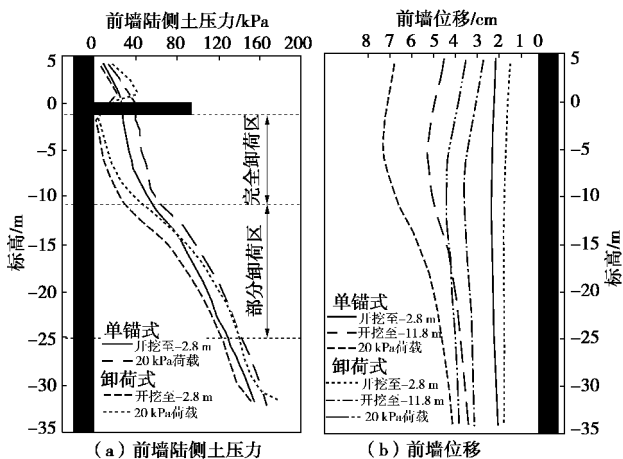 前墙陆侧土压力/kPa
0 40 80 120 160 200
5
0
-5
-10
-15
-20
-25
-30
-35
标高/m
完全卸荷区
部分卸荷区
单锚式
开挖至-2.8 m
20 kPa荷载
卸荷式
开挖至-2.8 m
20 kPa荷载
(a) 前墙陆侧土压力
前墙位移/cm
8 7 6 5 4 3 2 1 0
5
0
-5
-10
-15
-20
-25
-30
-35
标高/m
单锚式
开挖至-2.8 m
开挖至-11.8 m
20 kPa荷载
卸荷式
开挖至-2.8 m
开挖至-11.8 m
20 kPa荷载
(b) 前墙位移